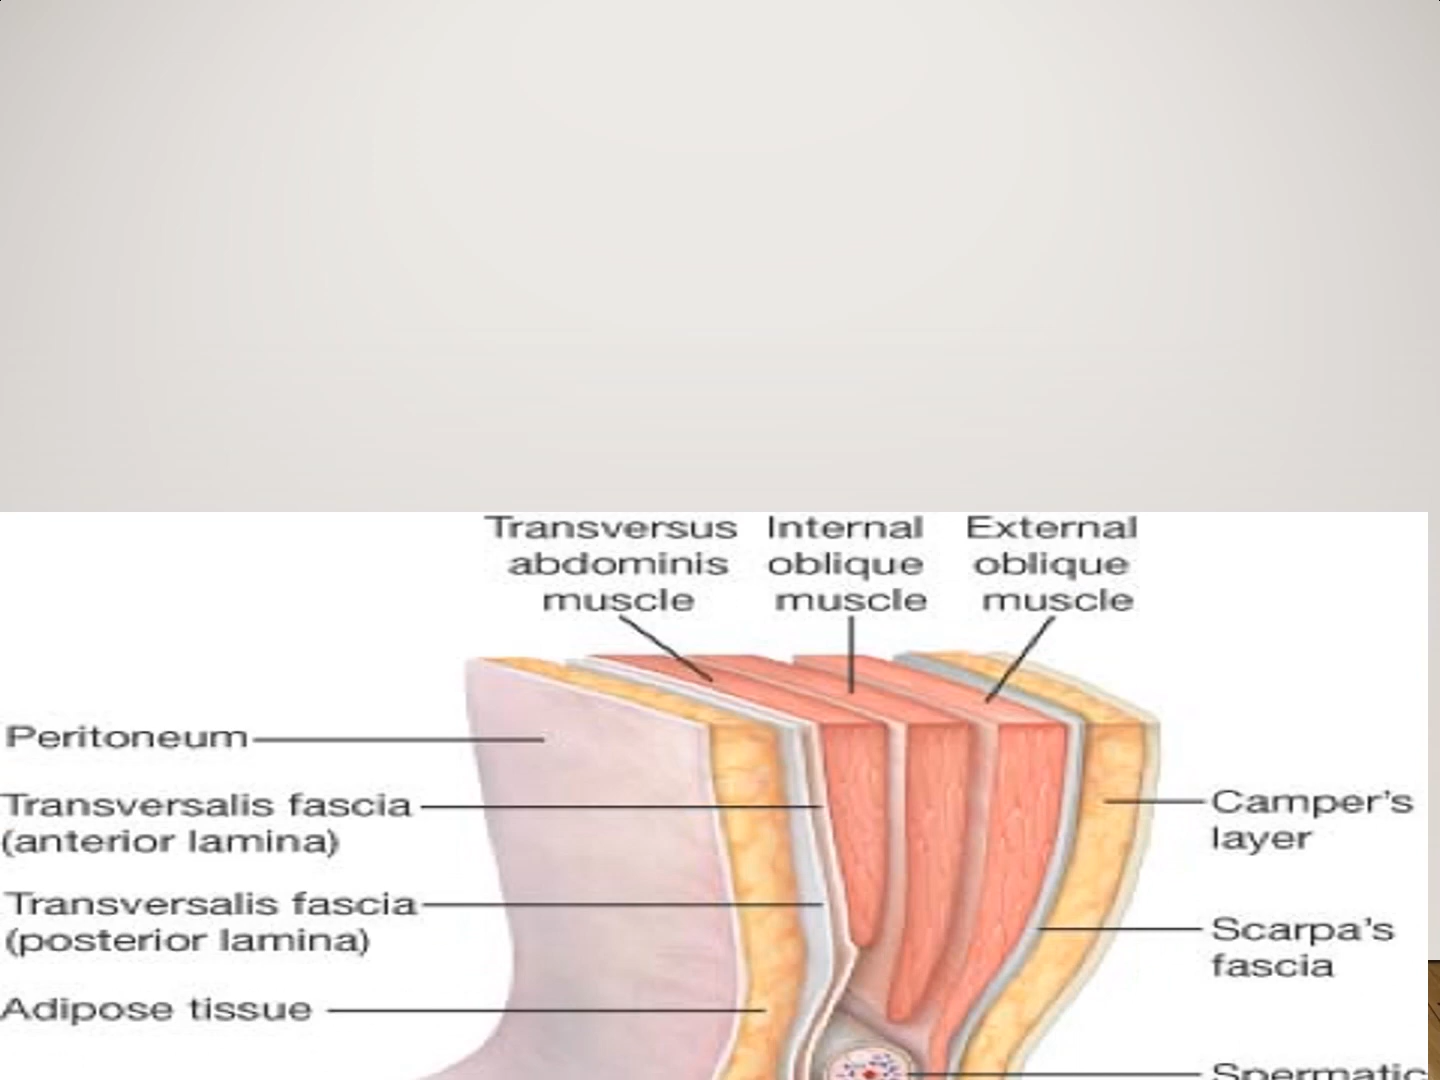 Transversus
abdominis
muscle
Internal
oblique
muscle
External
oblique
muscle
Peritoneum
Transversalis fascia
(anterior lamina)
Transversalis fascia
(posterior lamina)
Adipose tissue
Camper's
layer
Scarpa's
fascia
Spermatic